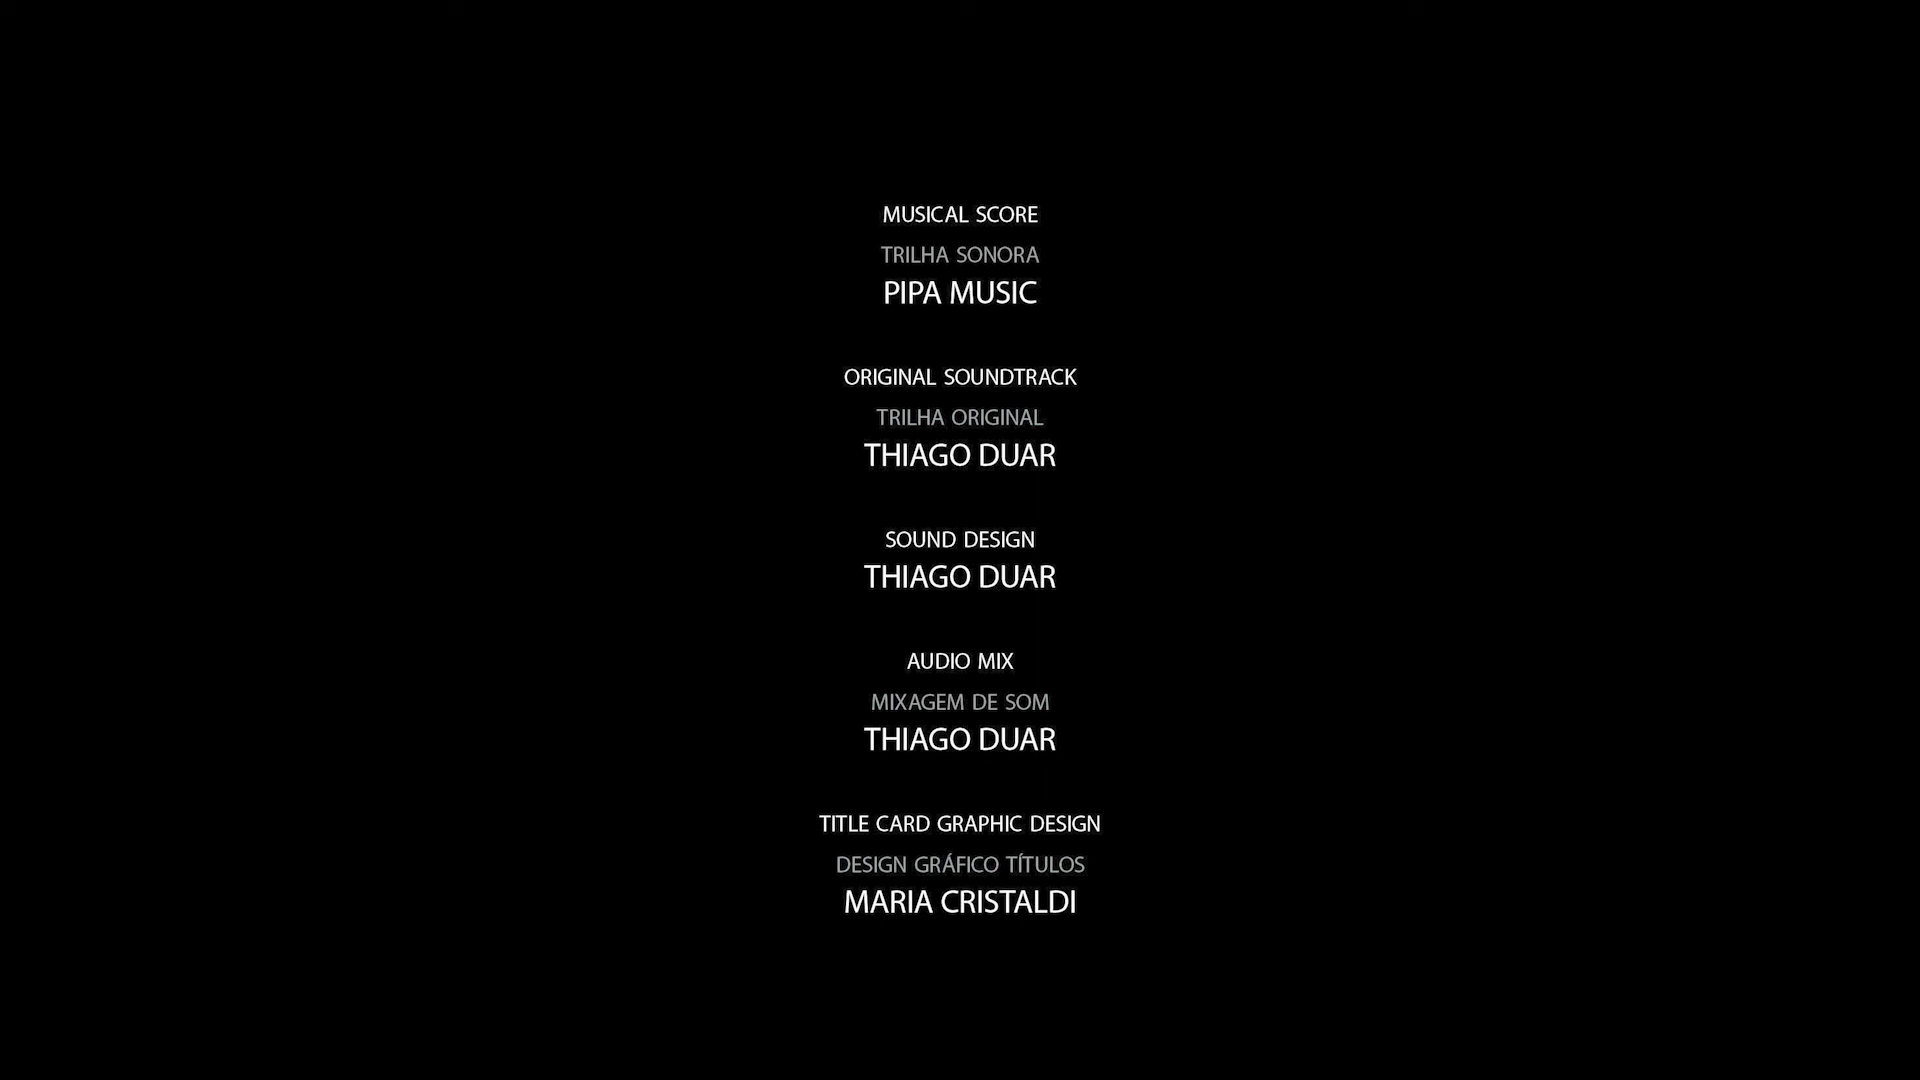 MUSICAL SCORE
TRILHA SONORA
PIPA MUSIC
ORIGINAL SOUNDTRACK
TRILHA ORIGINAL
THIAGO DUAR
SOUND DESIGN
THIAGO DUAR
AUDIO MIX
MIXAGEM DE SOM
THIAGO DUAR
TITLE CARD GRAPHIC DESIGN
DESIGN GRÁFICO TÍTULOS
MARIA CRISTALDI